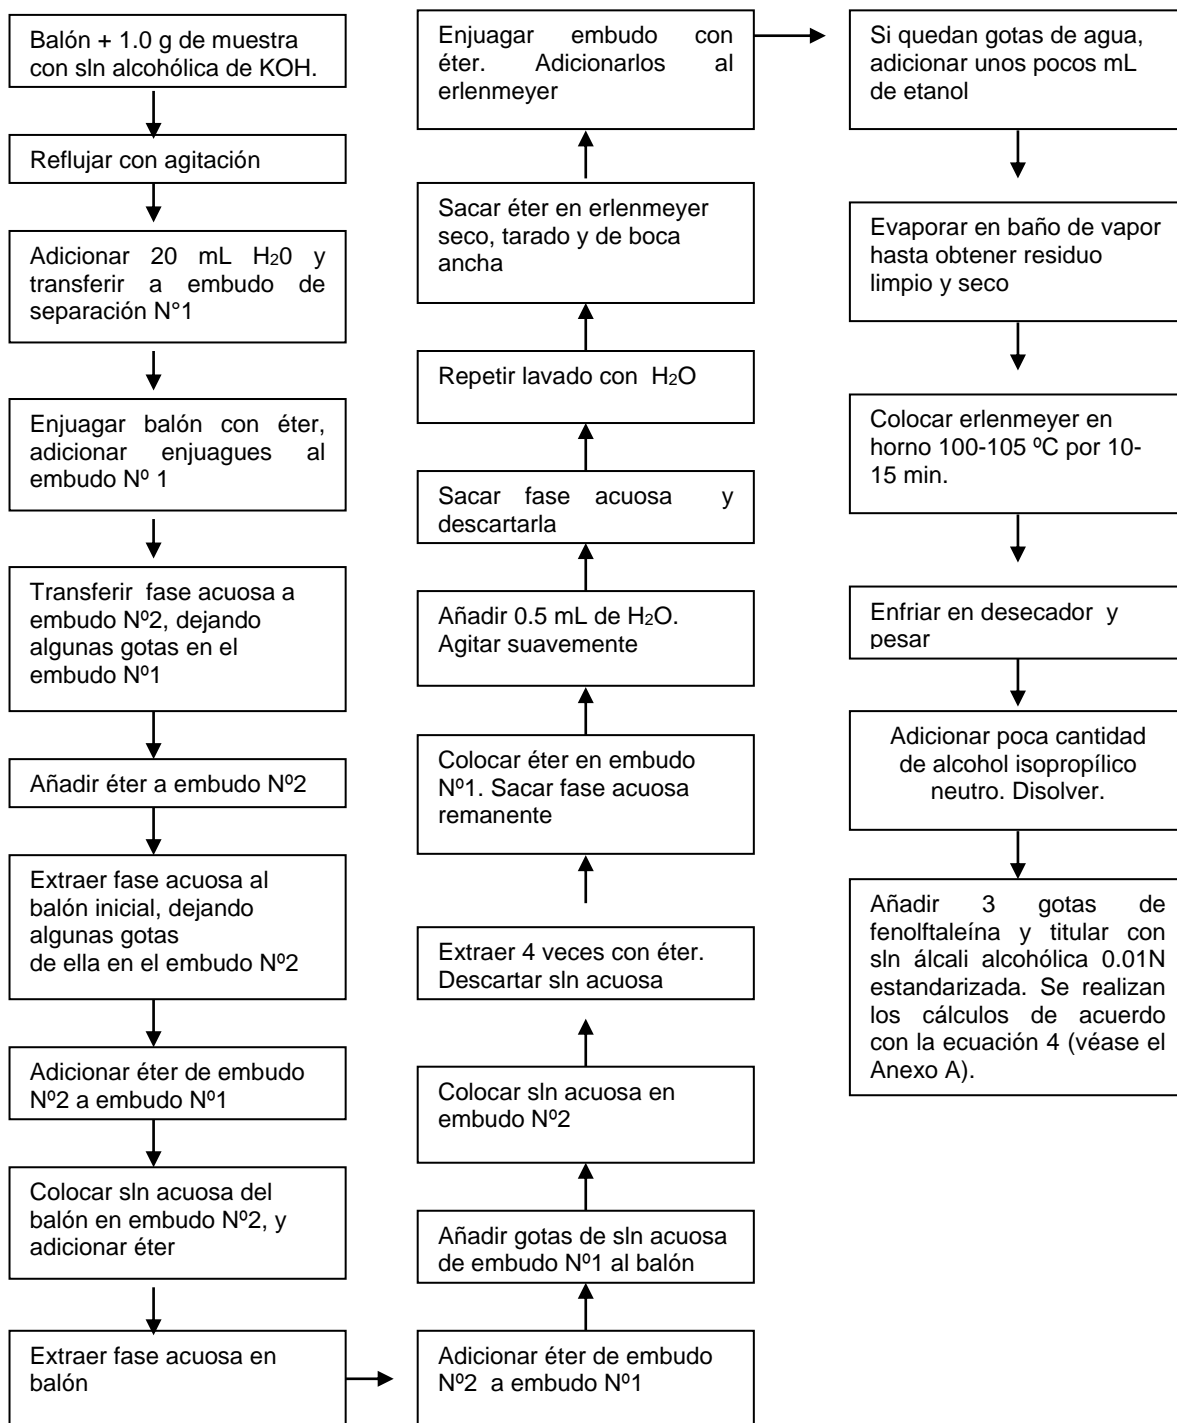 Balón + 1.0 g de muestra
con sln alcohólica de KOH.
Reflujar con agitación
Adicionar 20 mL H20 y
transferir a embudo de
separación N°1
Enjuagar balón con éter,
adicionar enjuagues al
embudo Nº 1
Transferir fase acuosa a
embudo Nº2, dejando
algunas gotas en el
embudo Nº1
Añadir éter a embudo Nº2
Extraer fase acuosa al
balón inicial, dejando
algunas gotas
de ella en el embudo Nº2
Adicionar éter de embudo
Nº2 a embudo Nº1
Colocar sln acuosa del
balón en embudo Nº2, y
adicionar éter
Extraer fase acuosa en
balón
Adicionar éter de embudo
Nº2 a embudo Nº1
Añadir gotas de sln acuosa
de embudo Nº1 al balón
Colocar sln acuosa en
embudo Nº2
Extraer 4 veces con éter.
Descartar sln acuosa
Colocar éter en embudo
Nº1. Sacar fase acuosa
remanente
Añadir 0.5 mL de H2O.
Agitar suavemente
Sacar fase acuosa y
descartarla
Repetir lavado con H2O
Sacar éter en erlenmeyer
seco, tarado y de boca
ancha
Enjuagar embudo con
éter. Adicionarlos al
erlenmeyer
Si quedan gotas de agua,
adicionar unos pocos mL
de etanol
Evaporar en baño de vapor
hasta obtener residuo
limpio y seco
Colocar erlenmeyer en
horno 100-105 ºC por 10-
15 min.
Enfriar en desecador y
pesar
Adicionar poca cantidad
de alcohol isopropílico
neutro. Disolver.
Añadir 3 gotas de
fenolftaleína y titular con
sln álcali alcohólica 0.01N
estandarizada. Se realizan
los cálculos de acuerdo
con la ecuación 4 (véase el
Anexo A).